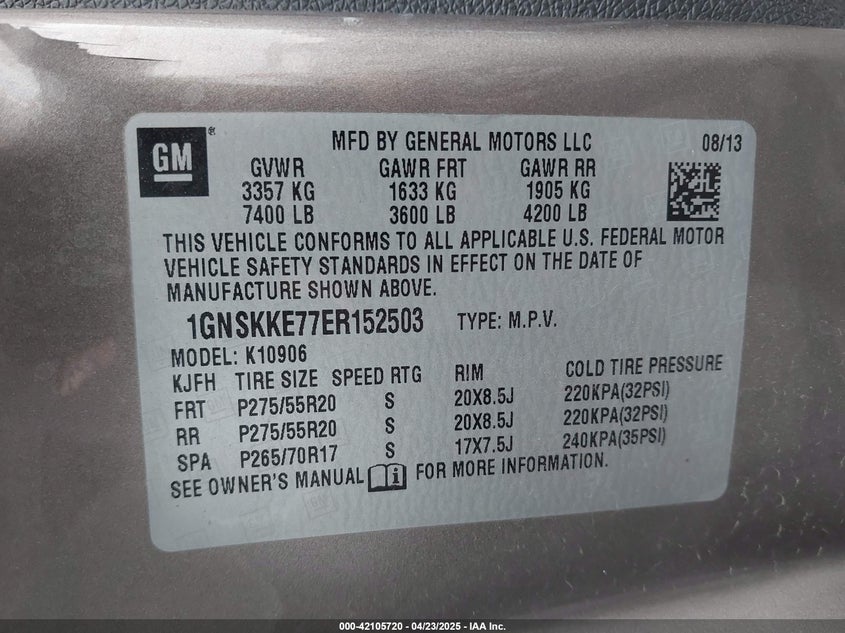 GM ® MFD BY GENERAL MOTORS LLC 08/13
GVWR GAWR FRT GAWR RR
3357 KG 1633 KG 1905 KG
7400 LB 3600 LB 4200 LB
THIS VEHICLE CONFORMS TO ALL APPLICABLE U.S. FEDERAL MOTOR
VEHICLE SAFETY STANDARDS IN EFFECT ON THE DATE OF
MANUFACTURE SHOWN ABOVE.
1GNSKKE77ER152503 TYPE: M.P.V.
MODEL: K10906
KJFH TIRE SIZE SPEED RTG RIM COLD TIRE PRESSURE
FRT P275/55R20 S 20X8.5J 220KPA(32PSI)
RR P275/55R20 S 20X8.5J 220KPA(32PSI)
SPA P265/70R17 S 17X7.5J 240KPA(35PSI)
SEE OWNER'S MANUAL FOR MORE INFORMATION.
000-42105720 - 04/23/2025 - IAA Inc.